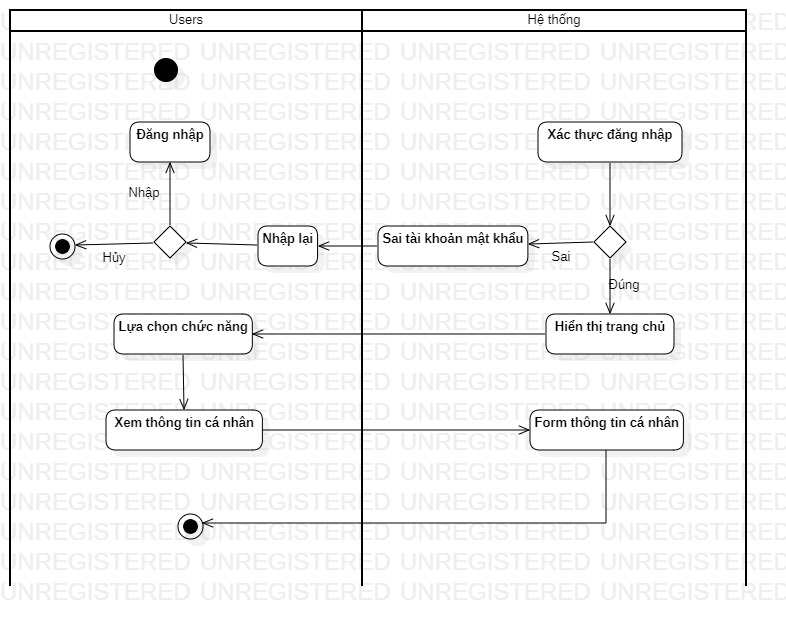 Users
Hệ thống
Đăng nhập
Xác thực đăng nhập
Nhập
Nhập lại
Sai tài khoản mật khẩu
Hủy
Sai
Đúng
Lựa chọn chức năng
Hiển thị trang chủ
Xem thông tin cá nhân
Form thông tin cá nhân
UNREGISTERED UNREGISTERED UNREGISTERED UNREGISTERED